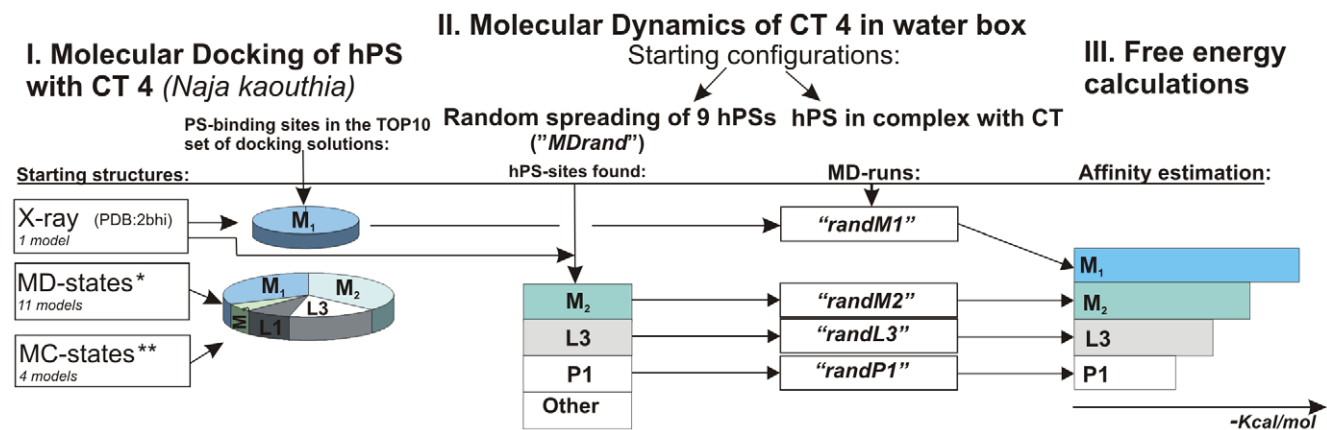 I. Molecular Docking of hPS
with CT 4 (Naja kaouthia)
PS-binding sites in the TOP10
set of docking solutions:
Starting structures:
X-ray (PDB:2bhi)
1 model
MD-states*
11 models
MC-states**
4 models
M1
M1
M2
L3
L1
II. Molecular Dynamics of CT 4 in water box
Starting configurations:
Random spreading of 9 hPSs
("MDrand")
hPS in complex with CT
hPS-sites found:
M2
L3
P1
Other
MD-runs:
"randM1"
"randM2"
"randL3"
"randP1"
III. Free energy
calculations
Affinity estimation:
M1
M2
L3
P1
-Kcal/mol